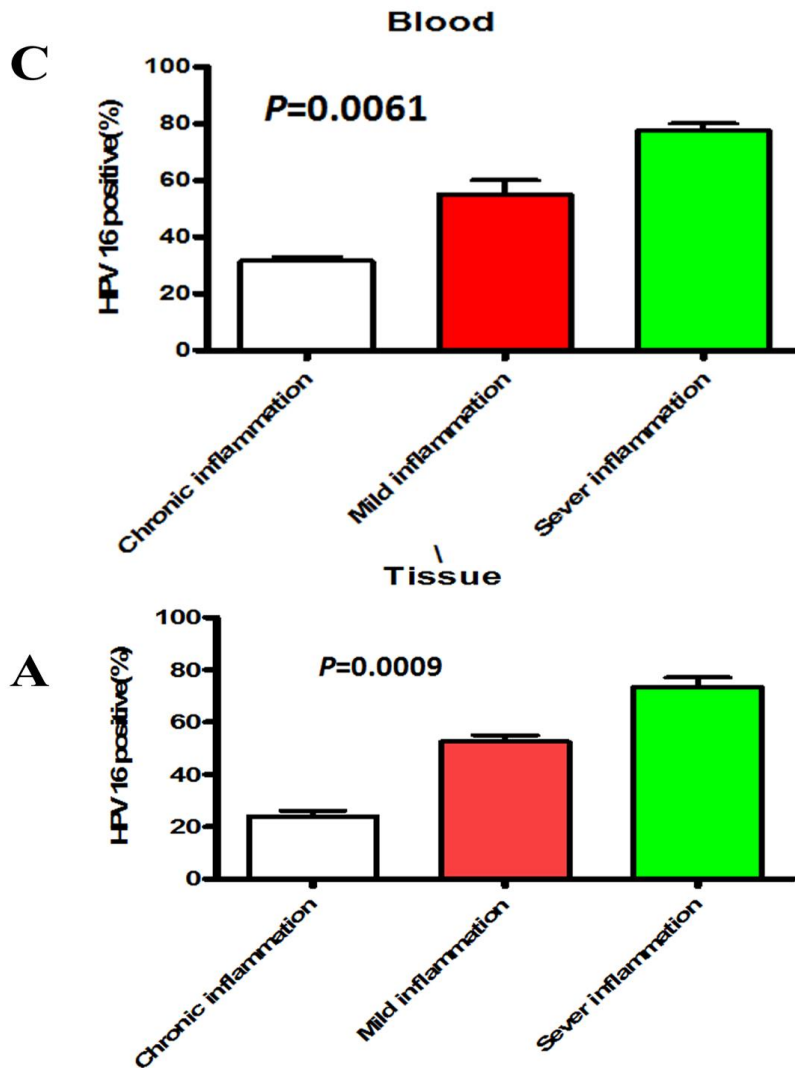 Blood
C
P=0.0061
HPV 16 positive(%)
100
80
60
40
20
0
Chronic inflammation
Mild inflammation
Sever inflammation
\
Tissue
A
P=0.0009
HPV 16 positive(%)
100
80
60
40
20
0
Chronic inflammation
Mild inflammation
Sever inflammation